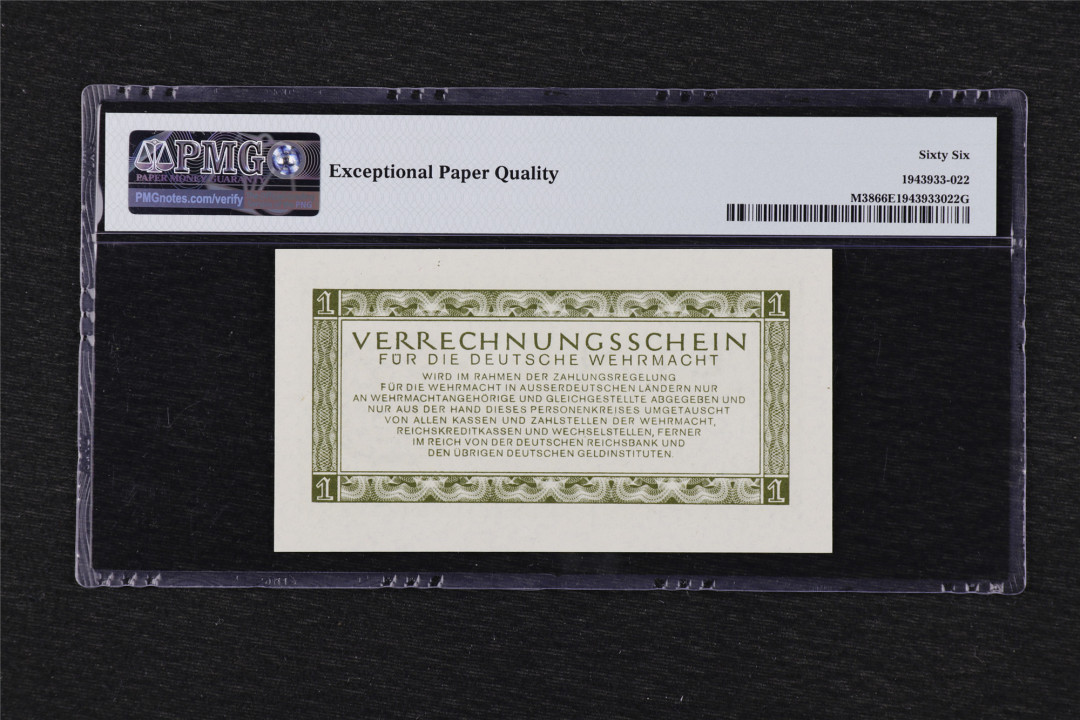 PMG
PAPER MONEY GUARANTY
PMGnotes.com/verify
PMG
Exceptional Paper Quality
Sixty Six
1943933-022
M3866E1943933022G
1
1
VERRECHNUNGSSCHEIN
FÜR DIE DEUTSCHE WEHRMACHT
WIRD IM RAHMEN DER ZAHLUNGSREGELUNG
FÜR DIE WEHRMACHT IN AUSSERDEUTSCHEN LÄNDERN NUR
AN WEHRMACHTANGEHÖRIGE UND GLEICHGESTELLTE ABGEGEBEN UND
NUR AUS DER HAND DIESES PERSONENKREISES UMGETAUSCHT
VON ALLEN KASSEN UND ZAHLSTELLEN DER WEHRMACHT,
REICHSKREDITKASSEN UND WECHSELSTELLEN, FERNER
IM REICH VON DER DEUTSCHEN REICHSBANK UND
DEN ÜBRIGEN DEUTSCHEN GELDINSTITUTEN.
1
1